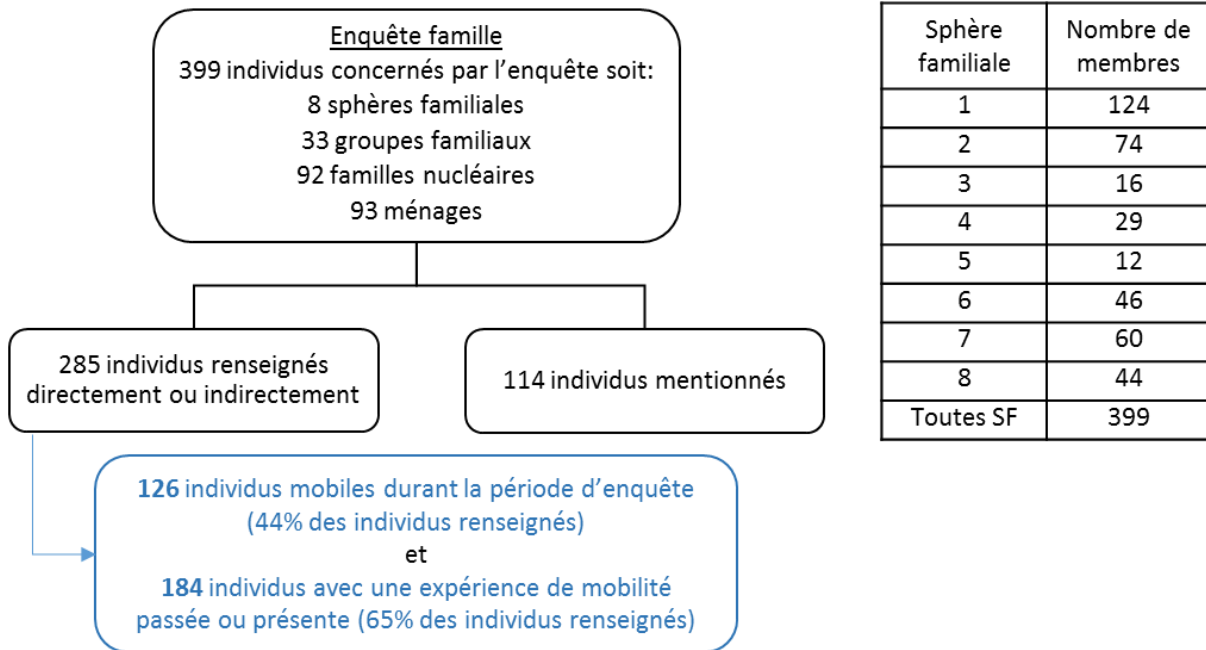 Enquête famille
399 individus concernés par l'enquête soit:
8 sphères familiales
33 groupes familiaux
92 familles nucléaires
93 ménages
285 individus renseignés
directement ou indirectement
114 individus mentionnés
126 individus mobiles durant la période d'enquête
(44% des individus renseignés)
et
184 individus avec une expérience de mobilité
passée ou présente (65% des individus renseignés)
Sphère familiale Nombre de membres
1 124
2 74
3 16
4 29
5 12
6 46
7 60
8 44
Toutes SF 399